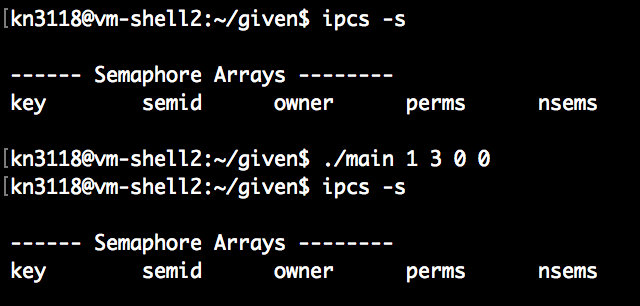 [kn3118@vm-shell2:~/given$ ipcs -s
------ Semaphore Arrays --------
key        semid      owner      perms      nsems
[kn3118@vm-shell2:~/given$ ./main 1 3 0 0
[kn3118@vm-shell2:~/given$ ipcs -s
------ Semaphore Arrays --------
key        semid      owner      perms      nsems